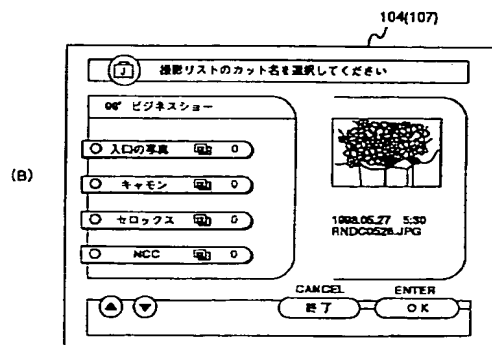 104(107)
(B)
J 撮影リストのカット名を選択してください
98' ビジネスショー
入口の写真 0
キャモン 0
セロックス 0
NCC 0
1998.05.27 5:30
RNDC0526.JPG
CANCEL ENTER
終了 OK